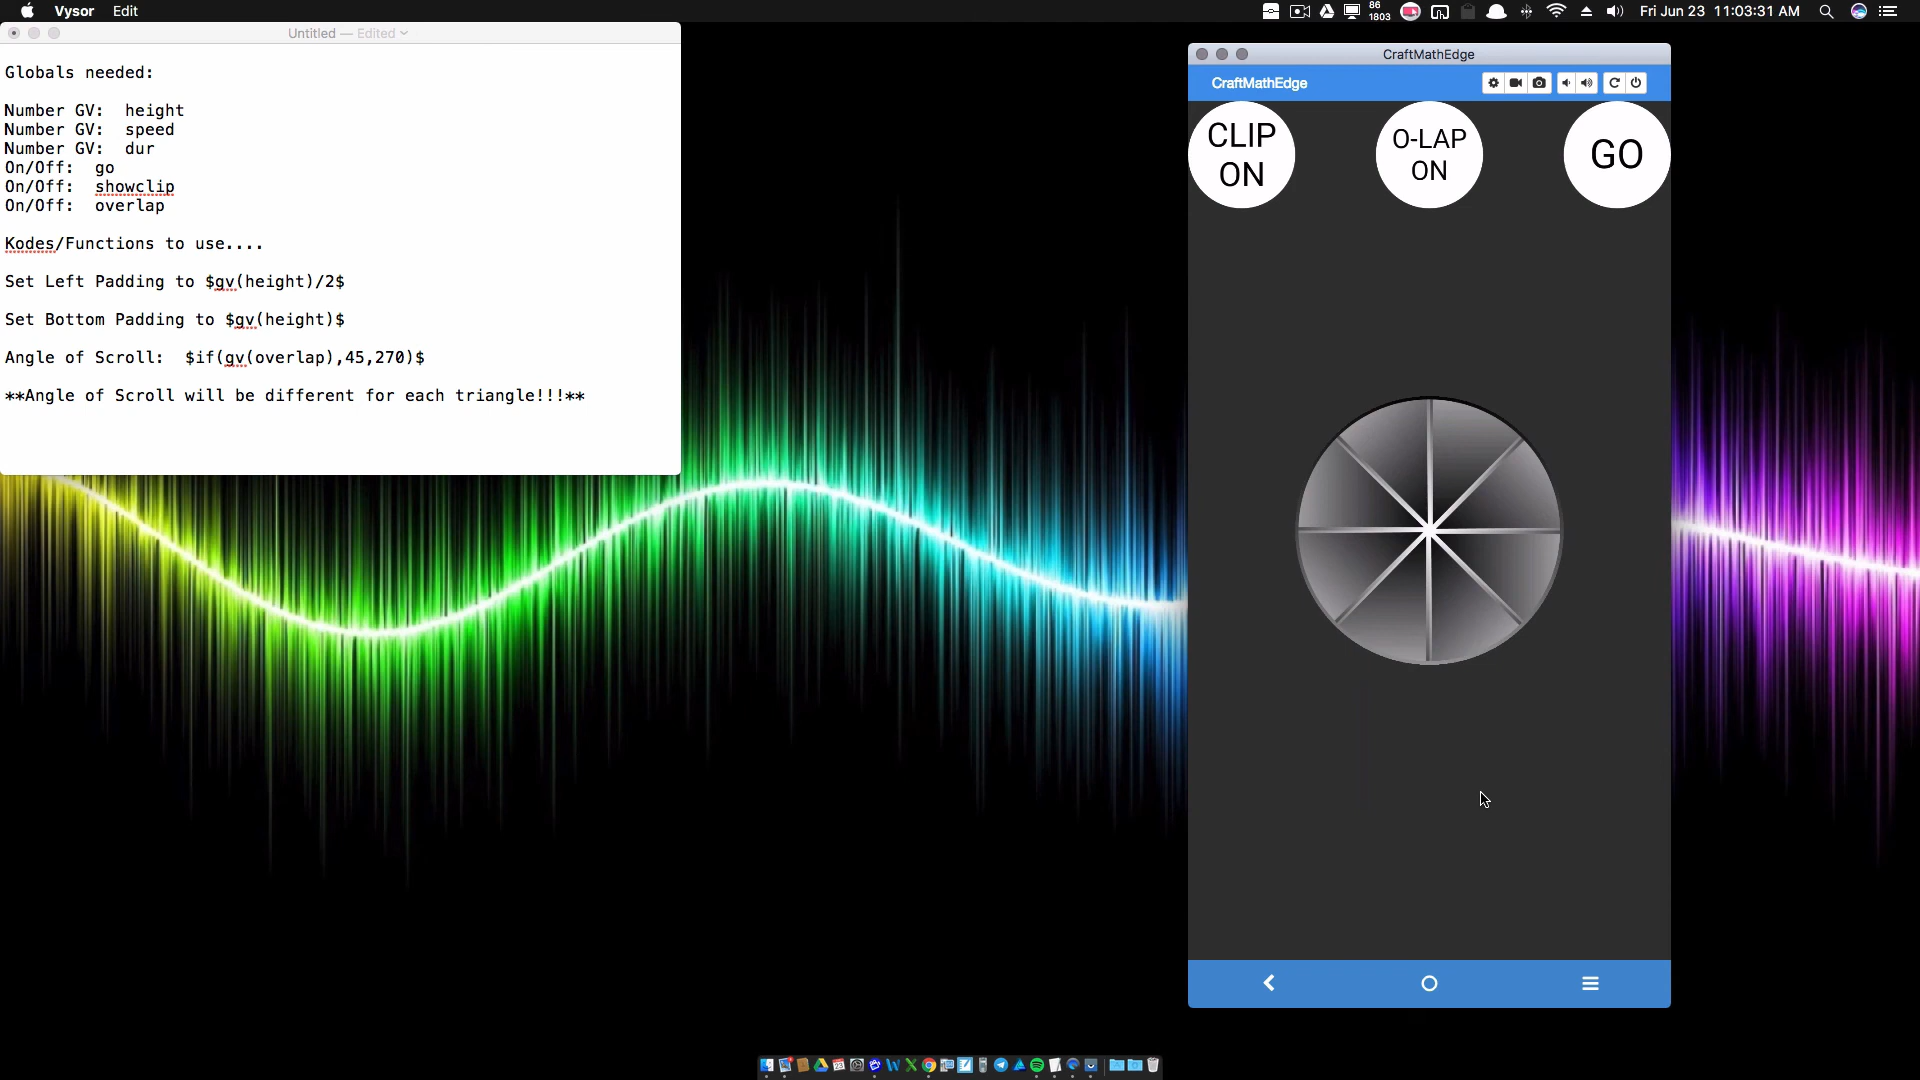 Vysor Edit
86
1803
Fri Jun 23 11:03:31 AM
Untitled — Edited
Globals needed:
Number GV: height
Number GV: speed
Number GV: dur
On/Off: go
On/Off: showclip
On/Off: overlap
Kodes/Functions to use....
Set Left Padding to $gv(height)/2$
Set Bottom Padding to $gv(height)$
Angle of Scroll: $if(gv(overlap),45,270)$
**Angle of Scroll will be different for each triangle!!!**
CraftMathEdge
CraftMathEdge
CLIP
ON
O-LAP
ON
GO